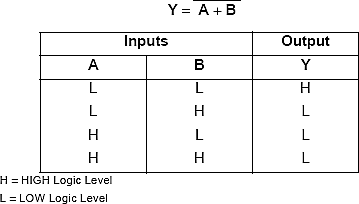 Y = A + B
Inputs Output
A B Y
L L H
L H L
H L L
H H L
H = HIGH Logic Level
L = LOW Logic Level